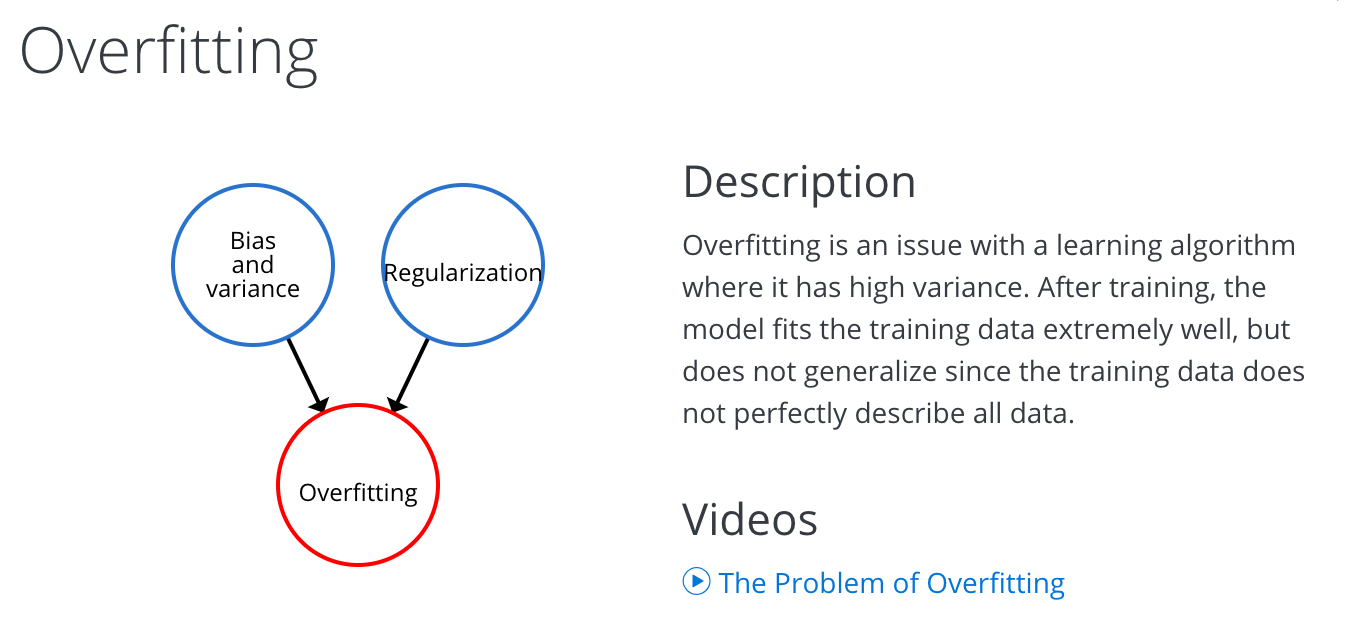 Overfitting
Bias
and
variance
Regularization
Overfitting
Description
Overfitting is an issue with a learning algorithm
where it has high variance. After training, the
model fits the training data extremely well, but
does not generalize since the training data does
not perfectly describe all data.
Videos
The Problem of Overfitting